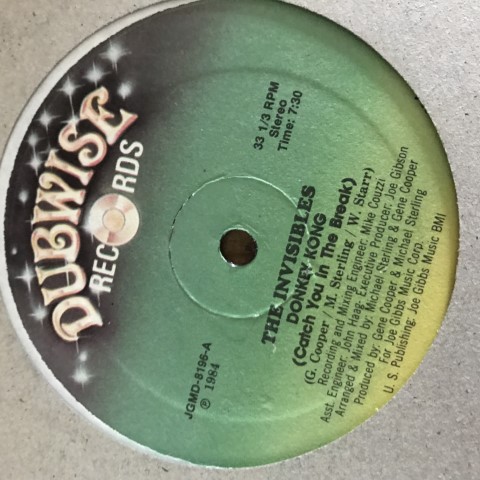 DUBWISE
RECORDS
33 1/3 RPM
Stereo
Time: 7:30
JGMD-8196-A
℗ 1984
THE INVISIBLES
DONKEY KONG
(Catch You In The Break)
(G. Cooper / M. Sterling / W. Starr)
Recording and Mixing Engineer: Mike Couzzi
Asst. Engineer: John Haag Executive Producer: Joe Gibson
Arranged & Mixed by: Michael Sterling & Gene Cooper
Produced by: Gene Cooper & Michael Sterling
For Joe Gibbs Music Corp.
U. S. Publishing: Joe Gibbs Music BMI